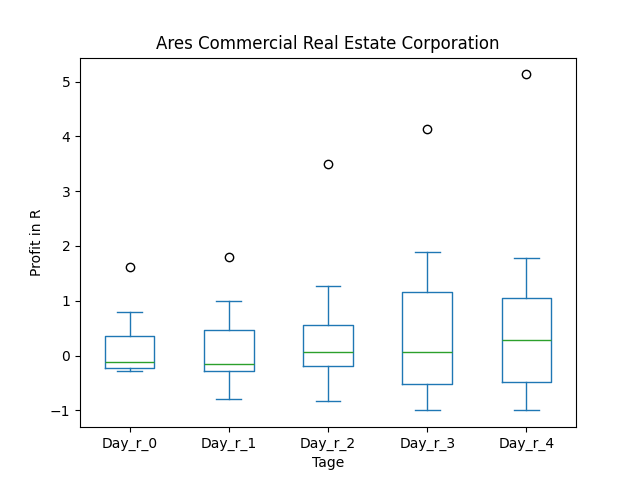 Ares Commercial Real Estate Corporation
Profit in R
5
4
3
2
1
0
−1
Day_r_0 Day_r_1 Day_r_2 Day_r_3 Day_r_4
Tage